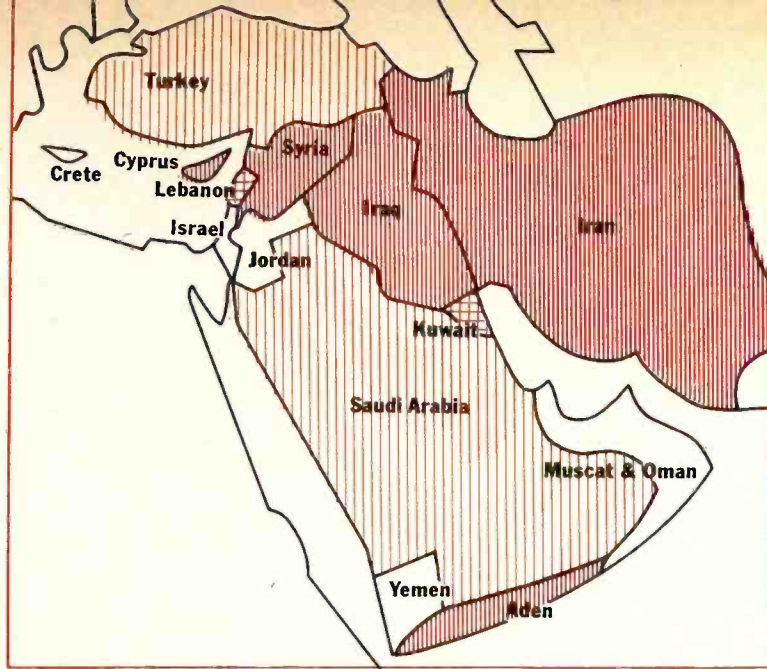 Turkey
Syria
Cyprus
Crete
Lebanon
Iraq
Iran
Israel
Jordan
Kuwait
Saudi Arabia
Muscat & Oman
Yemen
Aden